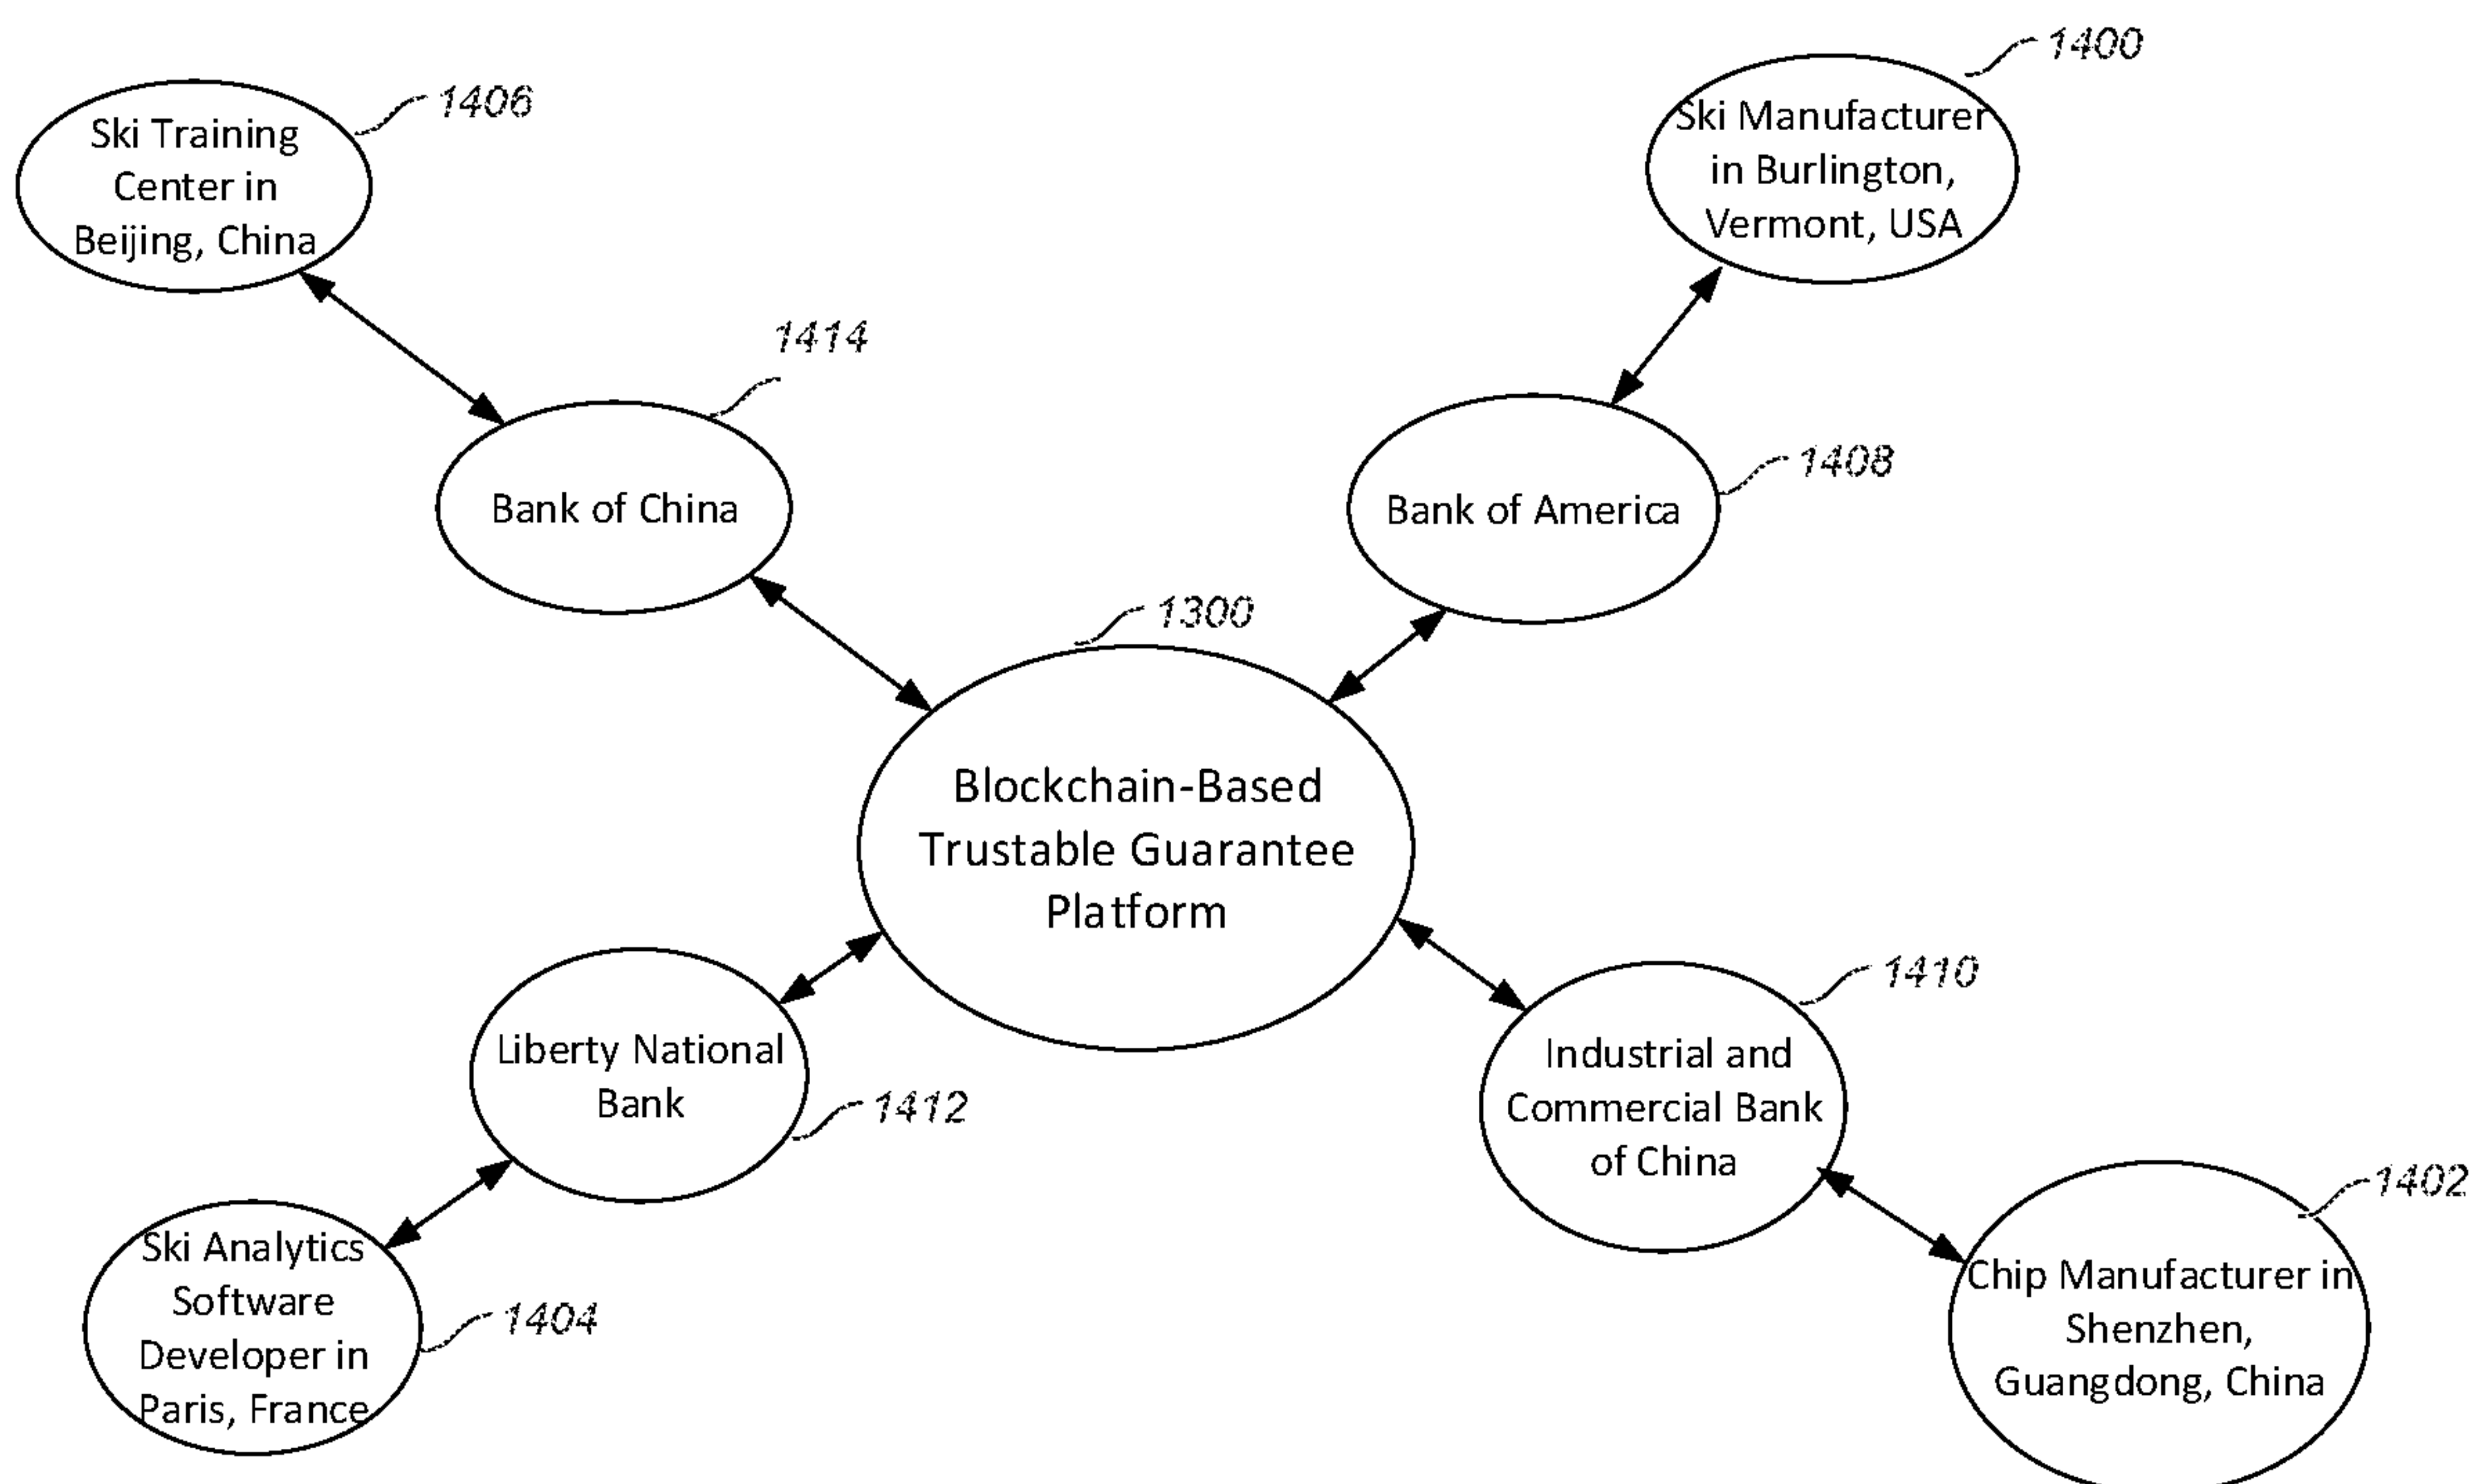 1400
1406
Ski Manufacturer
in Burlington,
Vermont, USA
Ski Training
Center in
Beijing, China
1414
1408
Bank of China
Bank of America
1300
Blockchain-Based
Trustable Guarantee
Platform
1410
Liberty National
Bank
1412
Industrial and
Commercial Bank
of China
1402
Ski Analytics
Software
Developer in
Paris, France
1404
Chip Manufacturer in
Shenzhen,
Guangdong, China